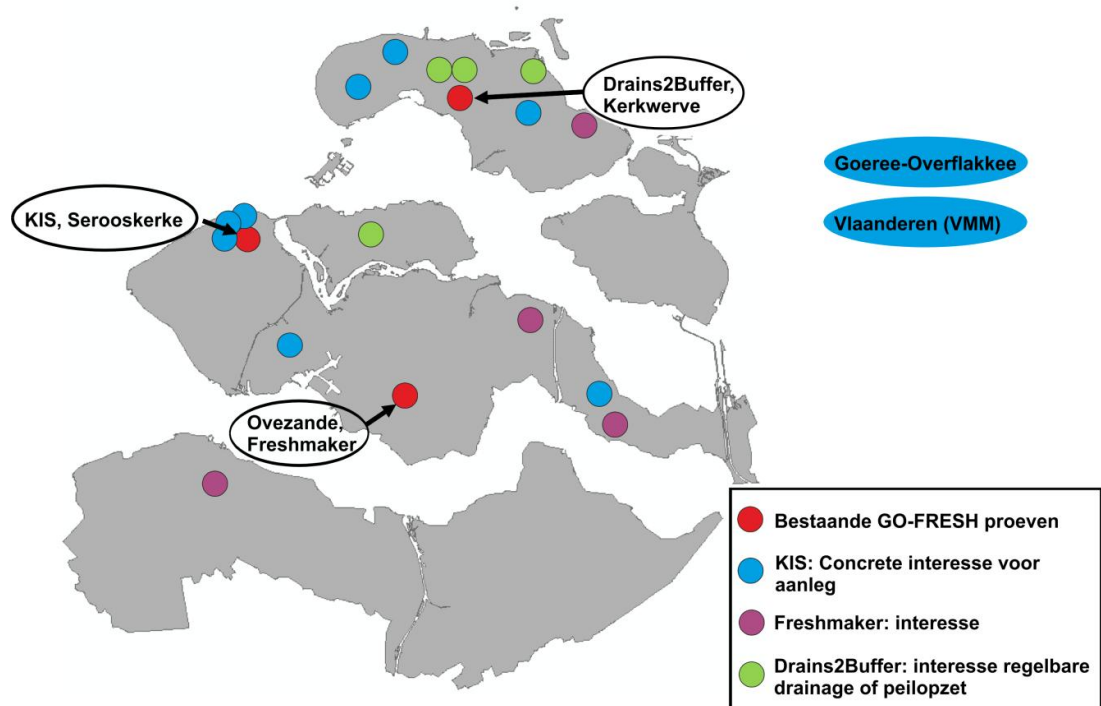 Drains2Buffer,
Kerkwerve
Goeree-Overflakkee
KIS, Serooskerke
Vlaanderen (VMM)
Ovezande,
Freshmaker
Bestaande GO-FRESH proeven
KIS: Concrete interesse voor
aanleg
Freshmaker: interesse
Drains2Buffer: interesse regelbare
drainage of peilopzet